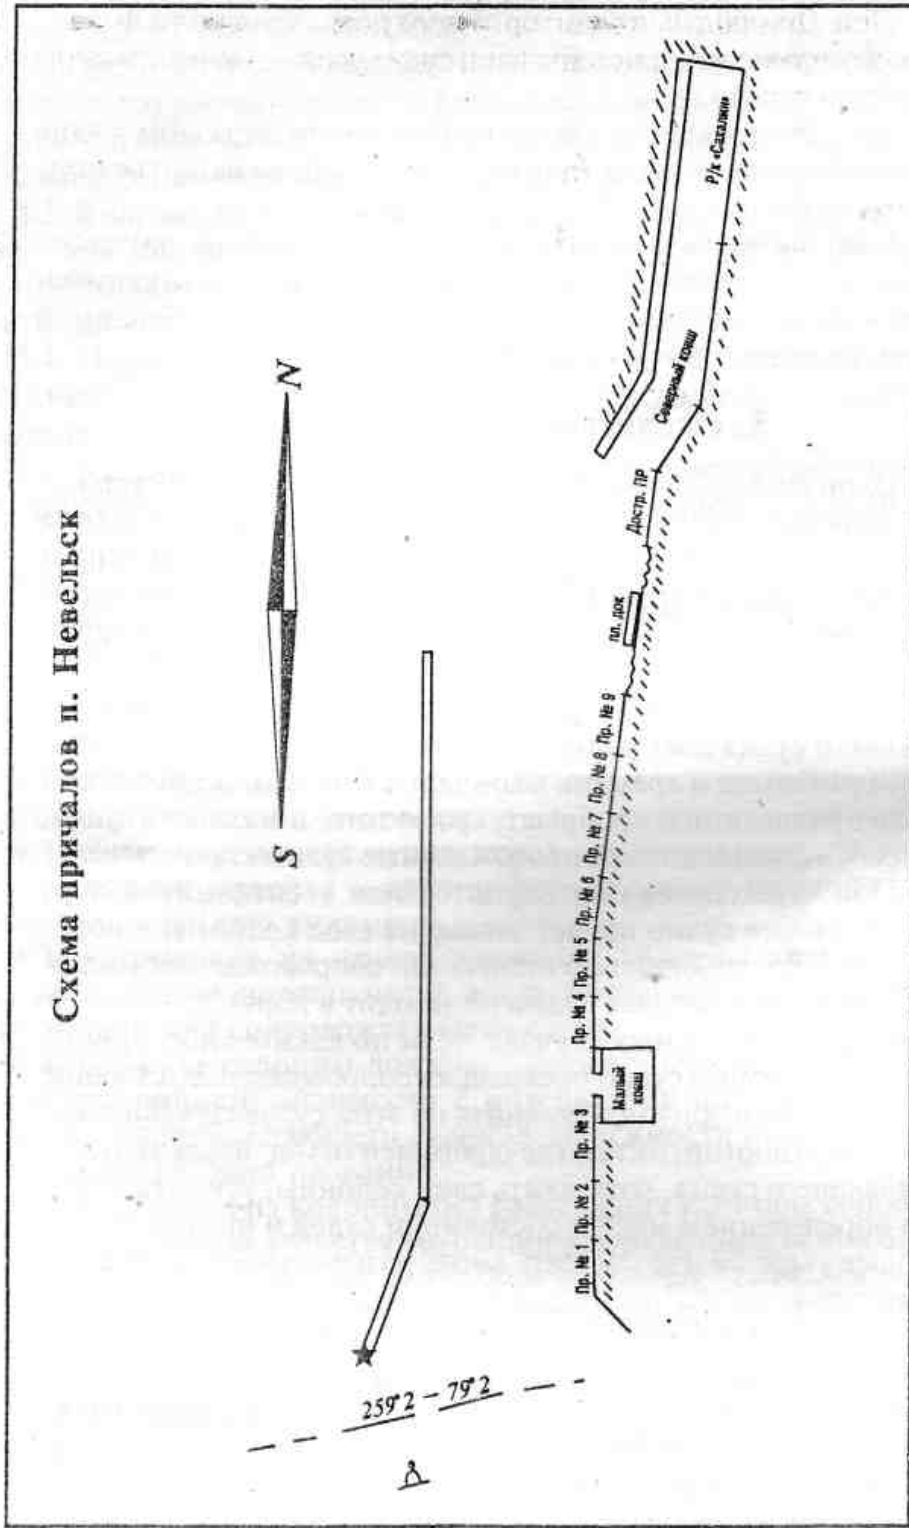 Схема причалов п. Невельск
S
N
259°2 – 79°2
Пр. № 1
Пр. № 2
Пр. № 3
Малый
ковш
Пр. № 4
Пр. № 5
Пр. № 6
Пр. № 7
Пр. № 8
Пр. № 9
пл. док
Достр. ПР
Северный ковш
Р/к «Сахалин»